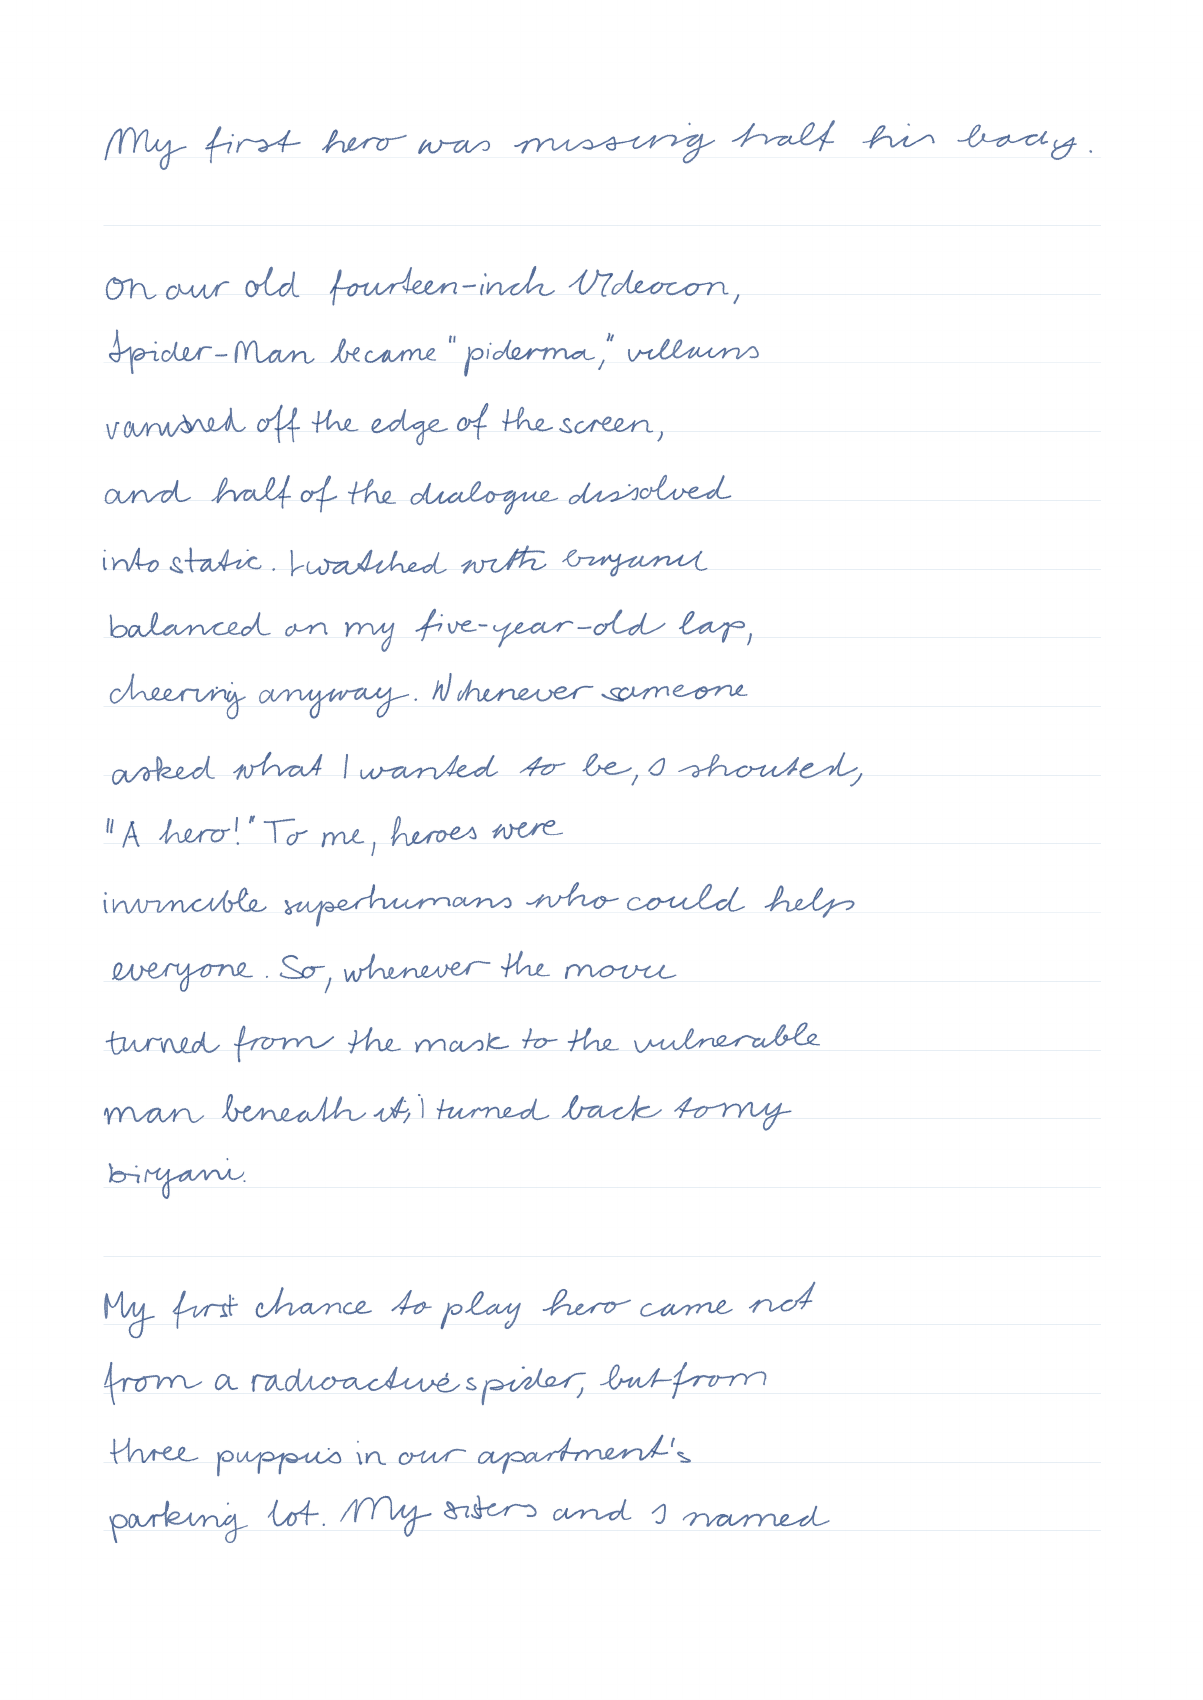 My first hero was missing half his body.
On our old fourteen-inch Videocon,
Spider-Man became "piderma," villains
vanished off the edge of the screen,
and half of the dialogue dissolved
into static. I watched with biryani
balanced on my five-year-old lap,
cheering anyway. Whenever someone
asked what I wanted to be, I shouted,
"A hero!" To me, heroes were
invincible superhumans who could help
everyone. So, whenever the movie
turned from the mask to the vulnerable
man beneath it, I turned back to my
biryani.
My first chance to play hero came not
from a radioactive spider, but from
three puppies in our apartment's
parking lot. My sisters and I named